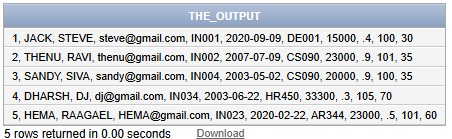 THE_OUTPUT
1, JACK, STEVE, steve@gmail.com, IN001, 2020-09-09, DE001, 15000, .4, 100, 30
2, THENU, RAVI, thenu@gmail.com, IN002, 2007-07-09, CS090, 23000, .9, 101, 35
3, SANDY, SIVA, sandy@gmail.com, IN004, 2003-05-02, CS090, 20000, .9, 100, 35
4, DHARSH, DJ, dj@gmail.com, IN034, 2003-06-22, HR450, 33300, .3, 105, 70
5, HEMA, RAAGAEL, HEMA@gmail.com, IN023, 2020-02-22, AR344, 23000, .5, 101, 60
5 rows returned in 0.00 seconds Download